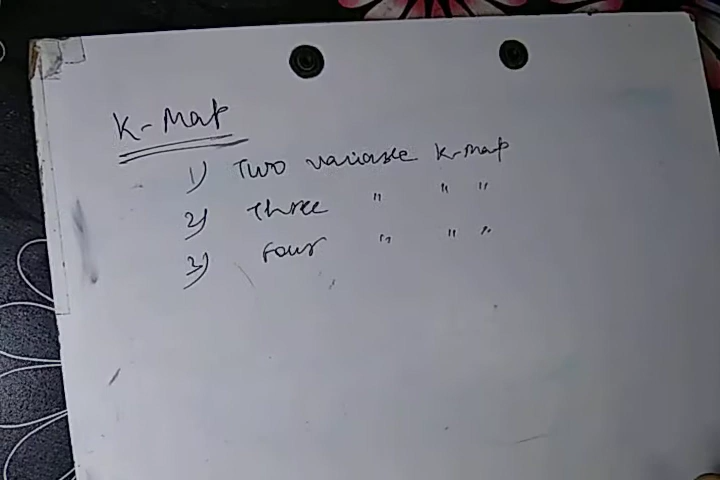 K-Map
1) Two variable K-map
2) Three " " "
3) Four " " "